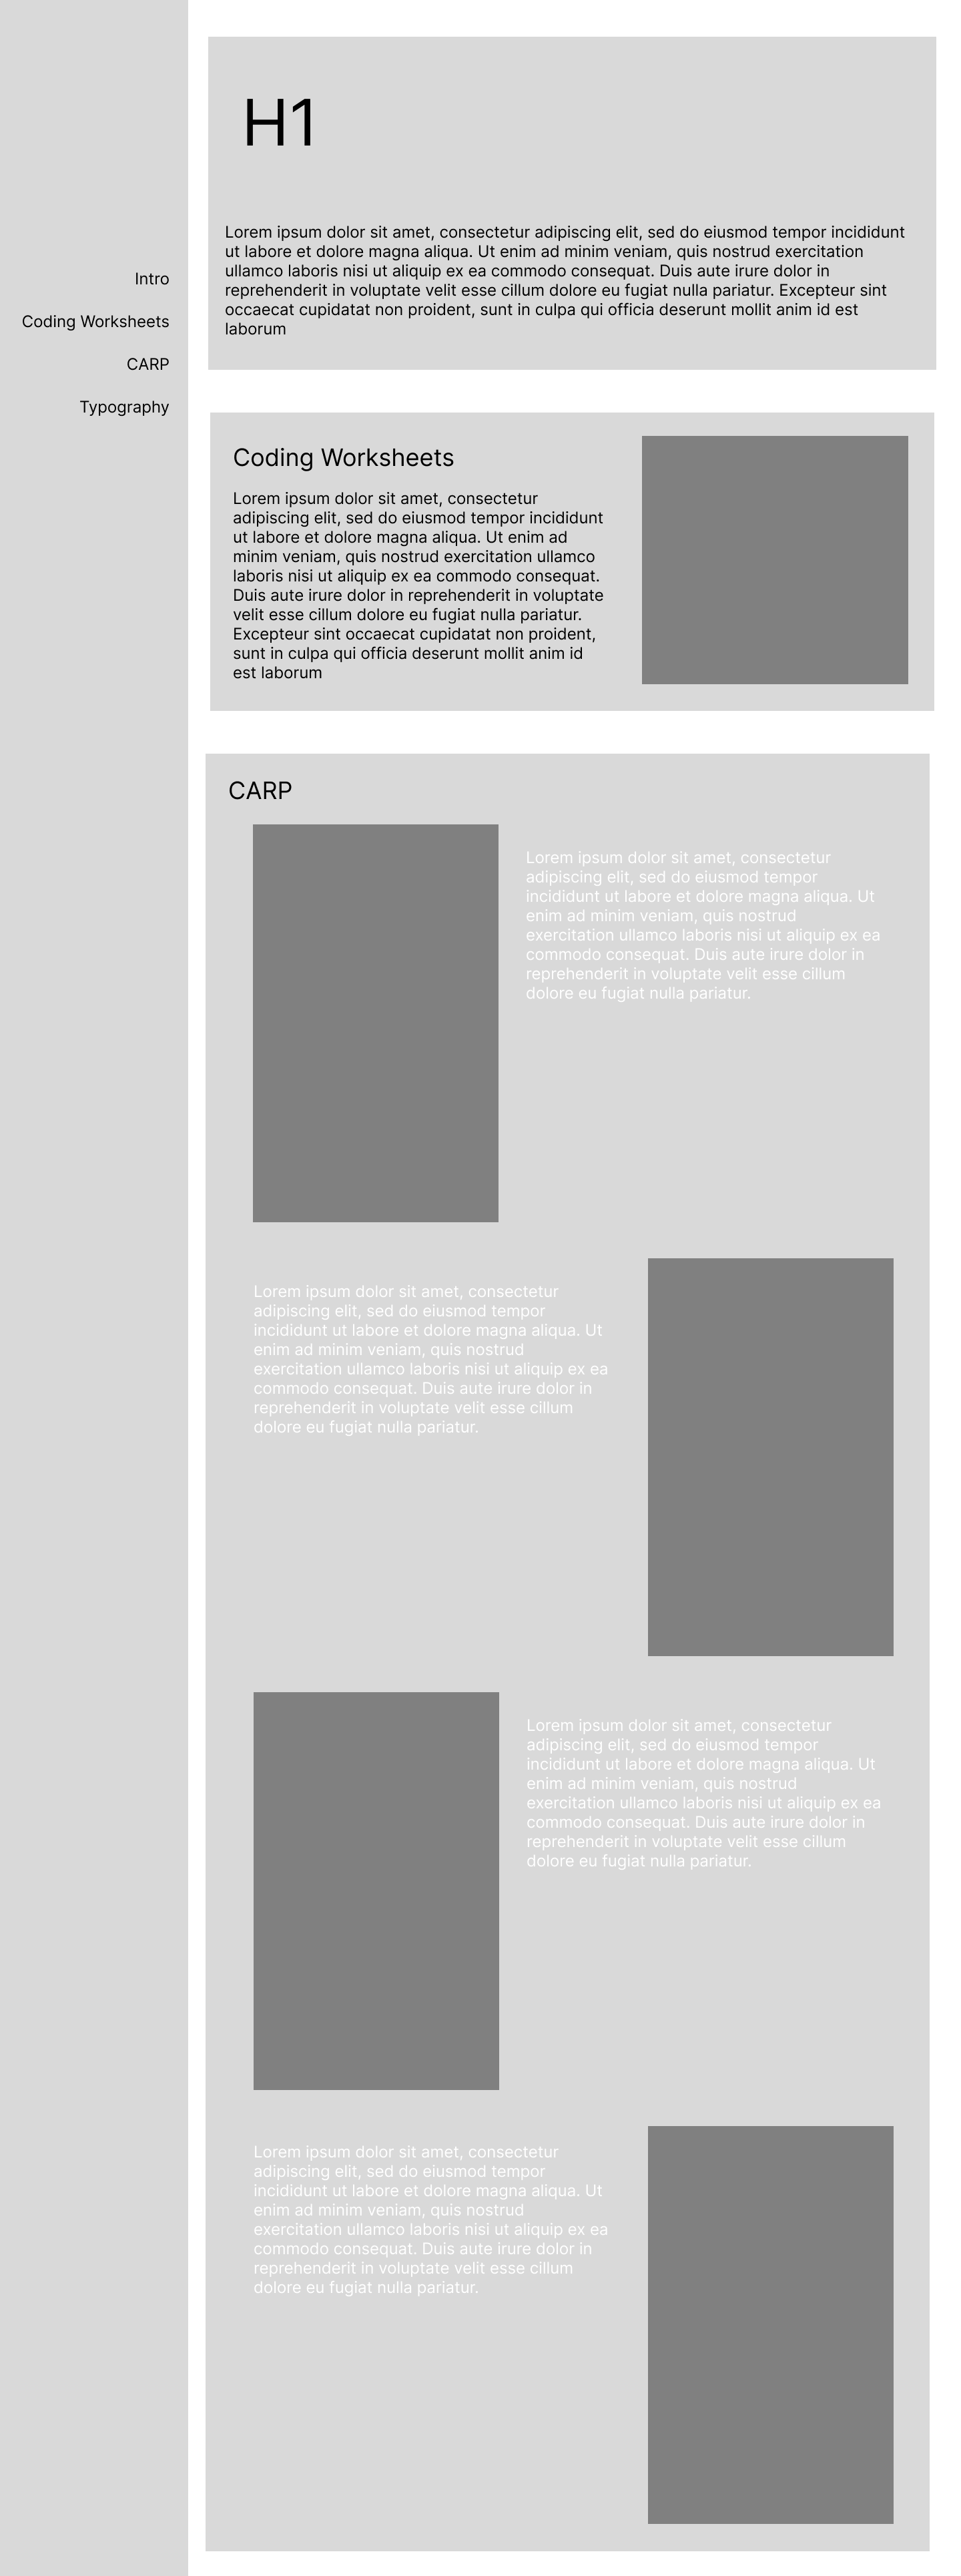 Intro
Coding Worksheets
CARP
Typography
H1
Lorem ipsum dolor sit amet, consectetur adipiscing elit, sed do eiusmod tempor incididunt
ut labore et dolore magna aliqua. Ut enim ad minim veniam, quis nostrud exercitation
ullamco laboris nisi ut aliquip ex ea commodo consequat. Duis aute irure dolor in
reprehenderit in voluptate velit esse cillum dolore eu fugiat nulla pariatur. Excepteur sint
occaecat cupidatat non proident, sunt in culpa qui officia deserunt mollit anim id est
laborum
Coding Worksheets
Lorem ipsum dolor sit amet, consectetur
adipiscing elit, sed do eiusmod tempor incididunt
ut labore et dolore magna aliqua. Ut enim ad
minim veniam, quis nostrud exercitation ullamco
laboris nisi ut aliquip ex ea commodo consequat.
Duis aute irure dolor in reprehenderit in voluptate
velit esse cillum dolore eu fugiat nulla pariatur.
Excepteur sint occaecat cupidatat non proident,
sunt in culpa qui officia deserunt mollit anim id
est laborum
CARP
Lorem ipsum dolor sit amet, consectetur
adipiscing elit, sed do eiusmod tempor
incididunt ut labore et dolore magna aliqua. Ut
enim ad minim veniam, quis nostrud
exercitation ullamco laboris nisi ut aliquip ex ea
commodo consequat. Duis aute irure dolor in
reprehenderit in voluptate velit esse cillum
dolore eu fugiat nulla pariatur.
Lorem ipsum dolor sit amet, consectetur
adipiscing elit, sed do eiusmod tempor
incididunt ut labore et dolore magna aliqua. Ut
enim ad minim veniam, quis nostrud
exercitation ullamco laboris nisi ut aliquip ex ea
commodo consequat. Duis aute irure dolor in
reprehenderit in voluptate velit esse cillum
dolore eu fugiat nulla pariatur.
Lorem ipsum dolor sit amet, consectetur
adipiscing elit, sed do eiusmod tempor
incididunt ut labore et dolore magna aliqua. Ut
enim ad minim veniam, quis nostrud
exercitation ullamco laboris nisi ut aliquip ex ea
commodo consequat. Duis aute irure dolor in
reprehenderit in voluptate velit esse cillum
dolore eu fugiat nulla pariatur.
Lorem ipsum dolor sit amet, consectetur
adipiscing elit, sed do eiusmod tempor
incididunt ut labore et dolore magna aliqua. Ut
enim ad minim veniam, quis nostrud
exercitation ullamco laboris nisi ut aliquip ex ea
commodo consequat. Duis aute irure dolor in
reprehenderit in voluptate velit esse cillum
dolore eu fugiat nulla pariatur.